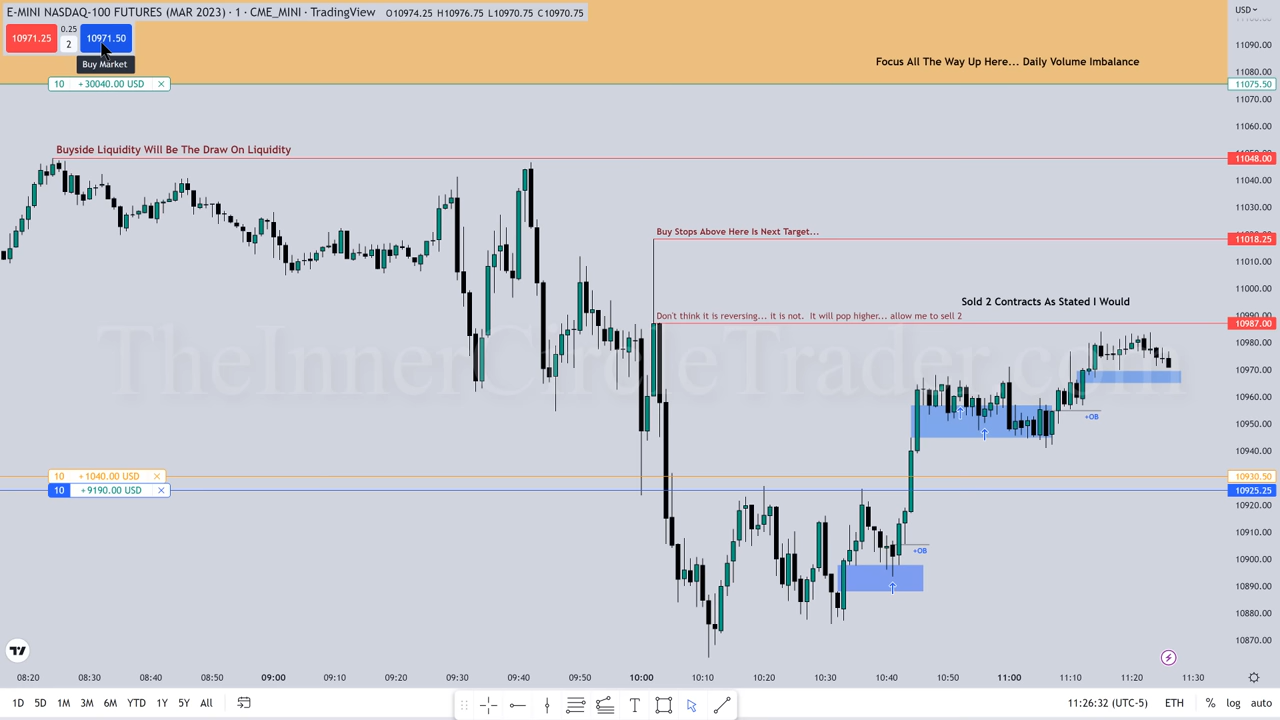 E-MINI NASDAQ-100 FUTURES (MAR 2023) · 1 · CME_MINI · TradingView O10974.25 H10976.75 L10970.75 C10970.75
USD
10971.25 0.25 2 10971.50
Buy Market
Focus All The Way Up Here... Daily Volume Imbalance
11090.00
11080.00
10 +30040.00 USD ×
11075.50
11070.00
11060.00
Buyside Liquidity Will Be The Draw On Liquidity
11048.00
11040.00
11030.00
Buy Stops Above Here Is Next Target...
11018.25
11010.00
11000.00
Sold 2 Contracts As Stated I Would
Don't think it is reversing... it is not. It will pop higher... allow me to sell 2
10987.00
10980.00
TheInnerCircleTrader.com
10970.00
10960.00
+OB
10950.00
10940.00
10 +1040.00 USD ×
10930.50
10 +9190.00 USD ×
10925.25
10920.00
10910.00
+OB
10900.00
10890.00
10880.00
10870.00
08:20 08:30 08:40 08:50 09:00 09:10 09:20 09:30 09:40 09:50 10:00 10:10 10:20 10:30 10:40 10:50 11:00 11:10 11:20 11:30
1D 5D 1M 3M 6M YTD 1Y 5Y All T 11:26:32 (UTC-5) ETH % log auto